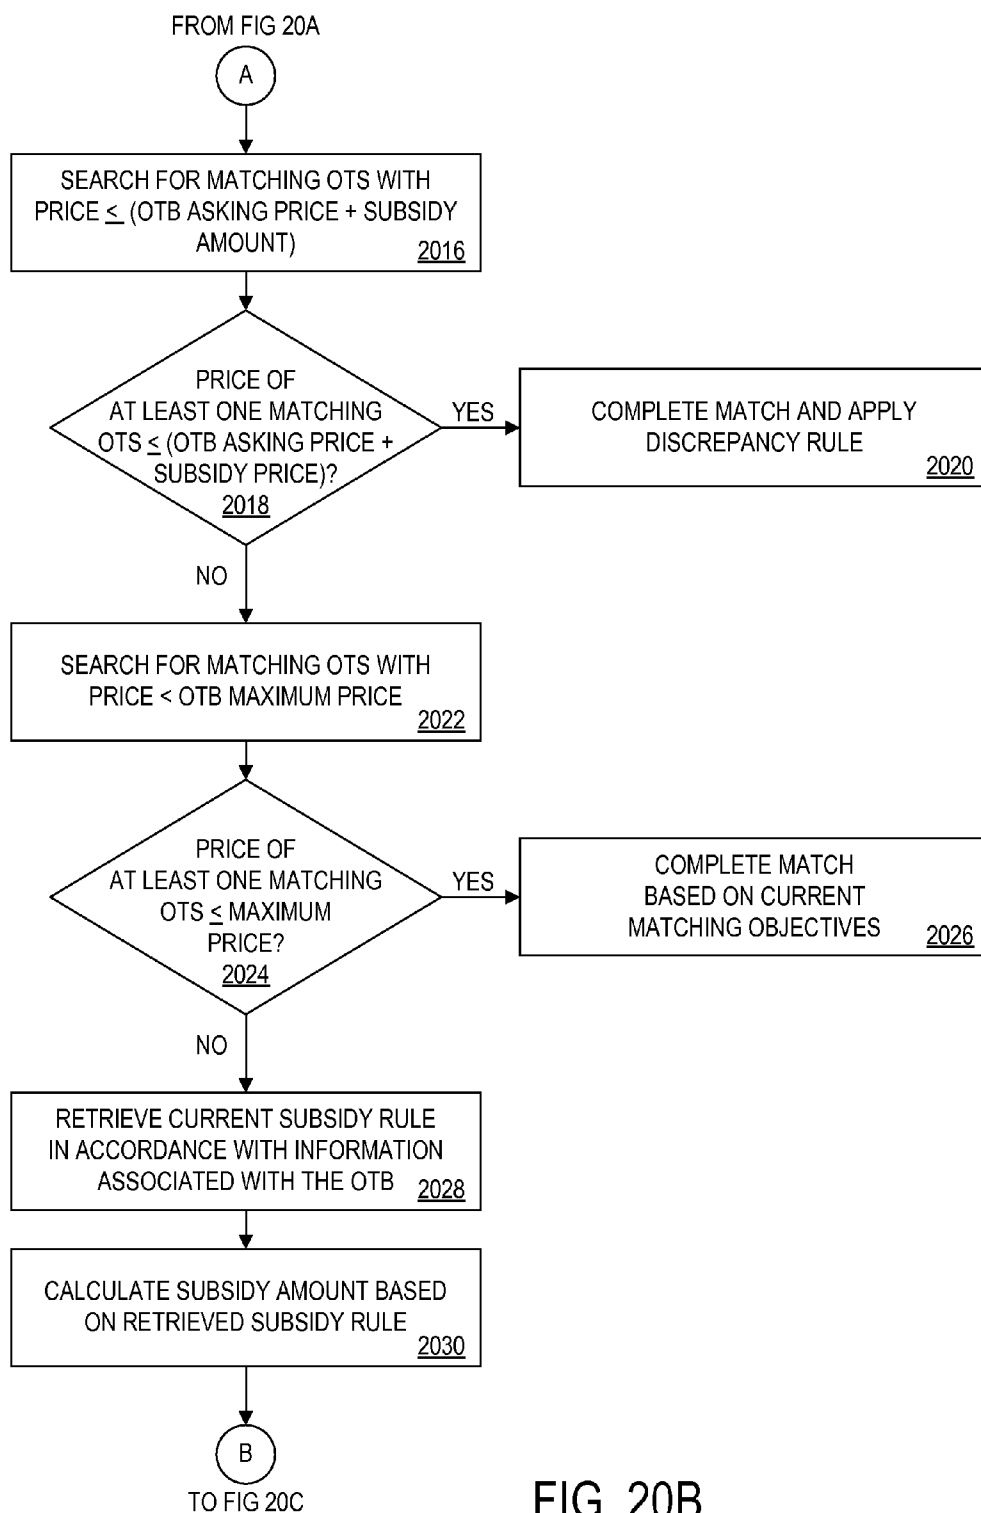 FROM FIG 20A
A
SEARCH FOR MATCHING OTS WITH
PRICE ≤ (OTB ASKING PRICE + SUBSIDY
AMOUNT)
2016
PRICE OF
AT LEAST ONE MATCHING
OTS ≤ (OTB ASKING PRICE +
SUBSIDY PRICE)?
2018
YES
COMPLETE MATCH AND APPLY
DISCREPANCY RULE
2020
NO
SEARCH FOR MATCHING OTS WITH
PRICE < OTB MAXIMUM PRICE
2022
PRICE OF
AT LEAST ONE MATCHING
OTS ≤ MAXIMUM
PRICE?
2024
YES
COMPLETE MATCH
BASED ON CURRENT
MATCHING OBJECTIVES
2026
NO
RETRIEVE CURRENT SUBSIDY RULE
IN ACCORDANCE WITH INFORMATION
ASSOCIATED WITH THE OTB
2028
CALCULATE SUBSIDY AMOUNT BASED
ON RETRIEVED SUBSIDY RULE
2030
B
TO FIG 20C
FIG. 20B